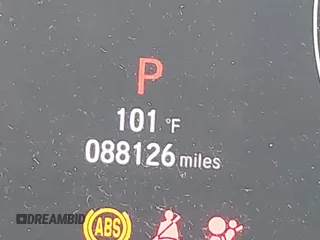 P
101 °F
088126 miles
DREAMBID
ABS